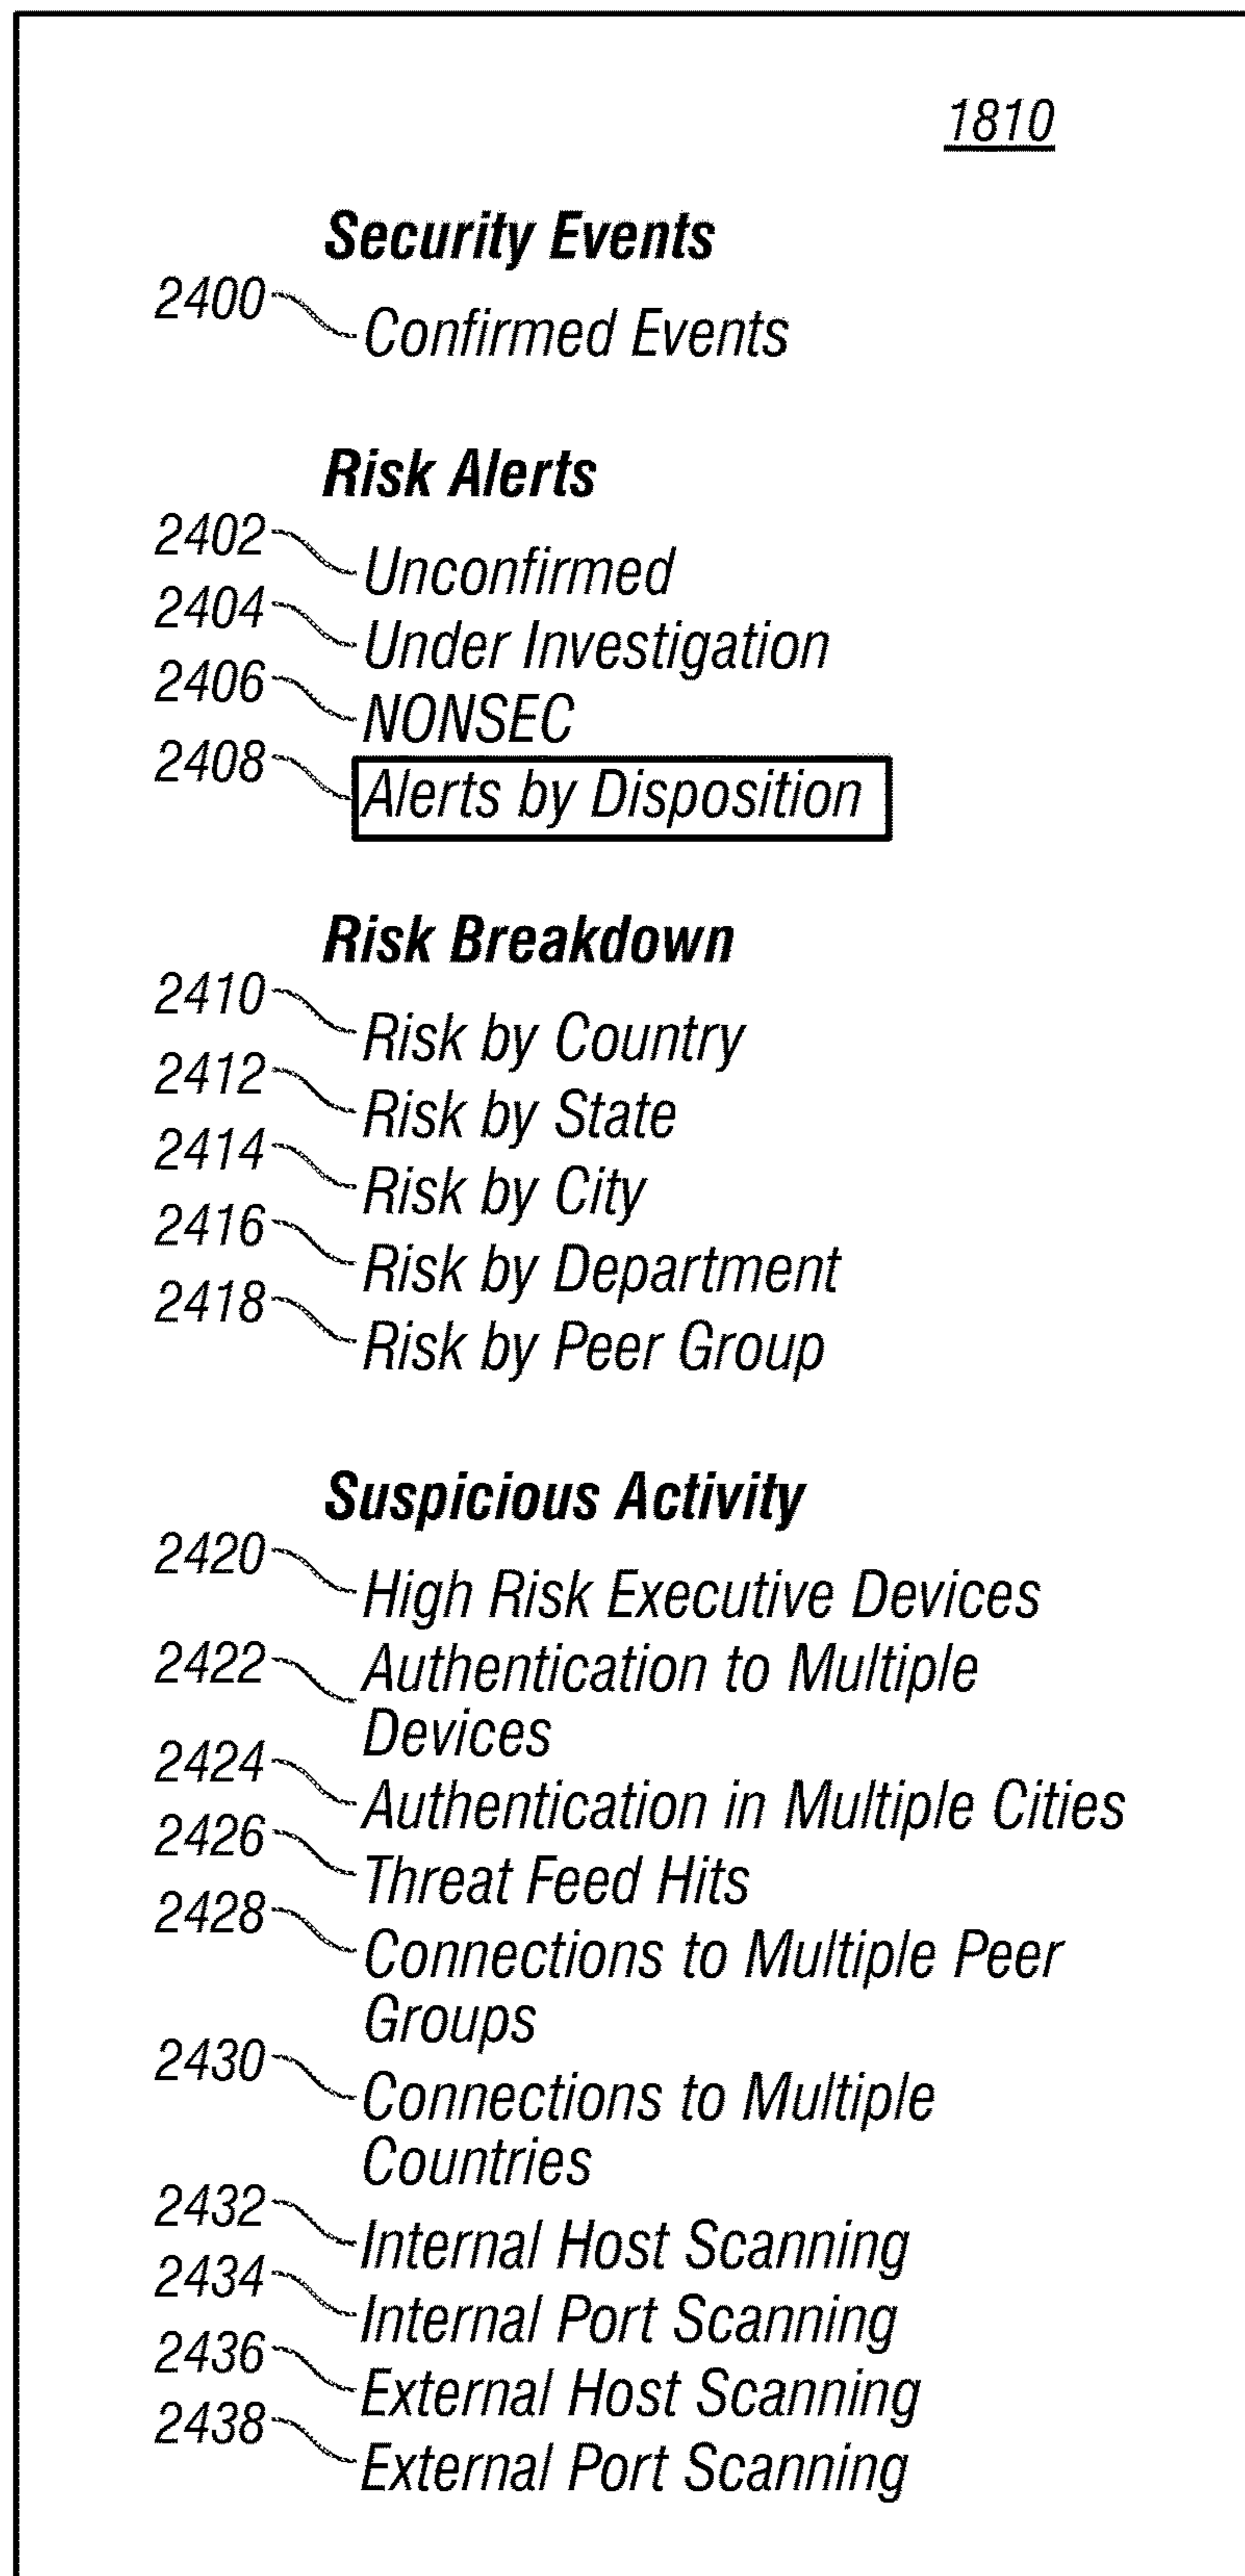 1810
Security Events
2400 Confirmed Events
Risk Alerts
2402 Unconfirmed
2404 Under Investigation
2406 NONSEC
2408 Alerts by Disposition
Risk Breakdown
2410 Risk by Country
2412 Risk by State
2414 Risk by City
2416 Risk by Department
2418 Risk by Peer Group
Suspicious Activity
2420 High Risk Executive Devices
2422 Authentication to Multiple
Devices
2424 Authentication in Multiple Cities
2426 Threat Feed Hits
2428 Connections to Multiple Peer
Groups
2430 Connections to Multiple
Countries
2432 Internal Host Scanning
2434 Internal Port Scanning
2436 External Host Scanning
2438 External Port Scanning